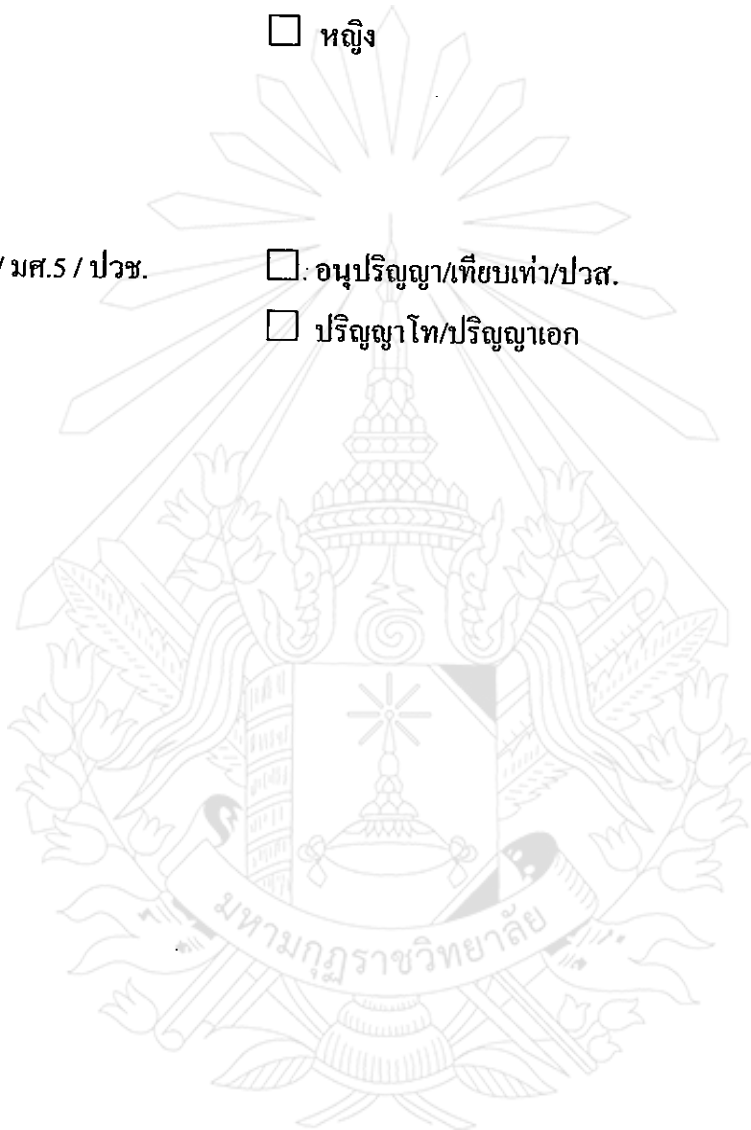 ☐ หญิง
/ มศ.5 / ปวช. ☐ อนุปริญญา/เทียบเท่า/ปวส.
☐ ปริญญาโท/ปริญญาเอก
มหามกุฏราชวิทยาลัย